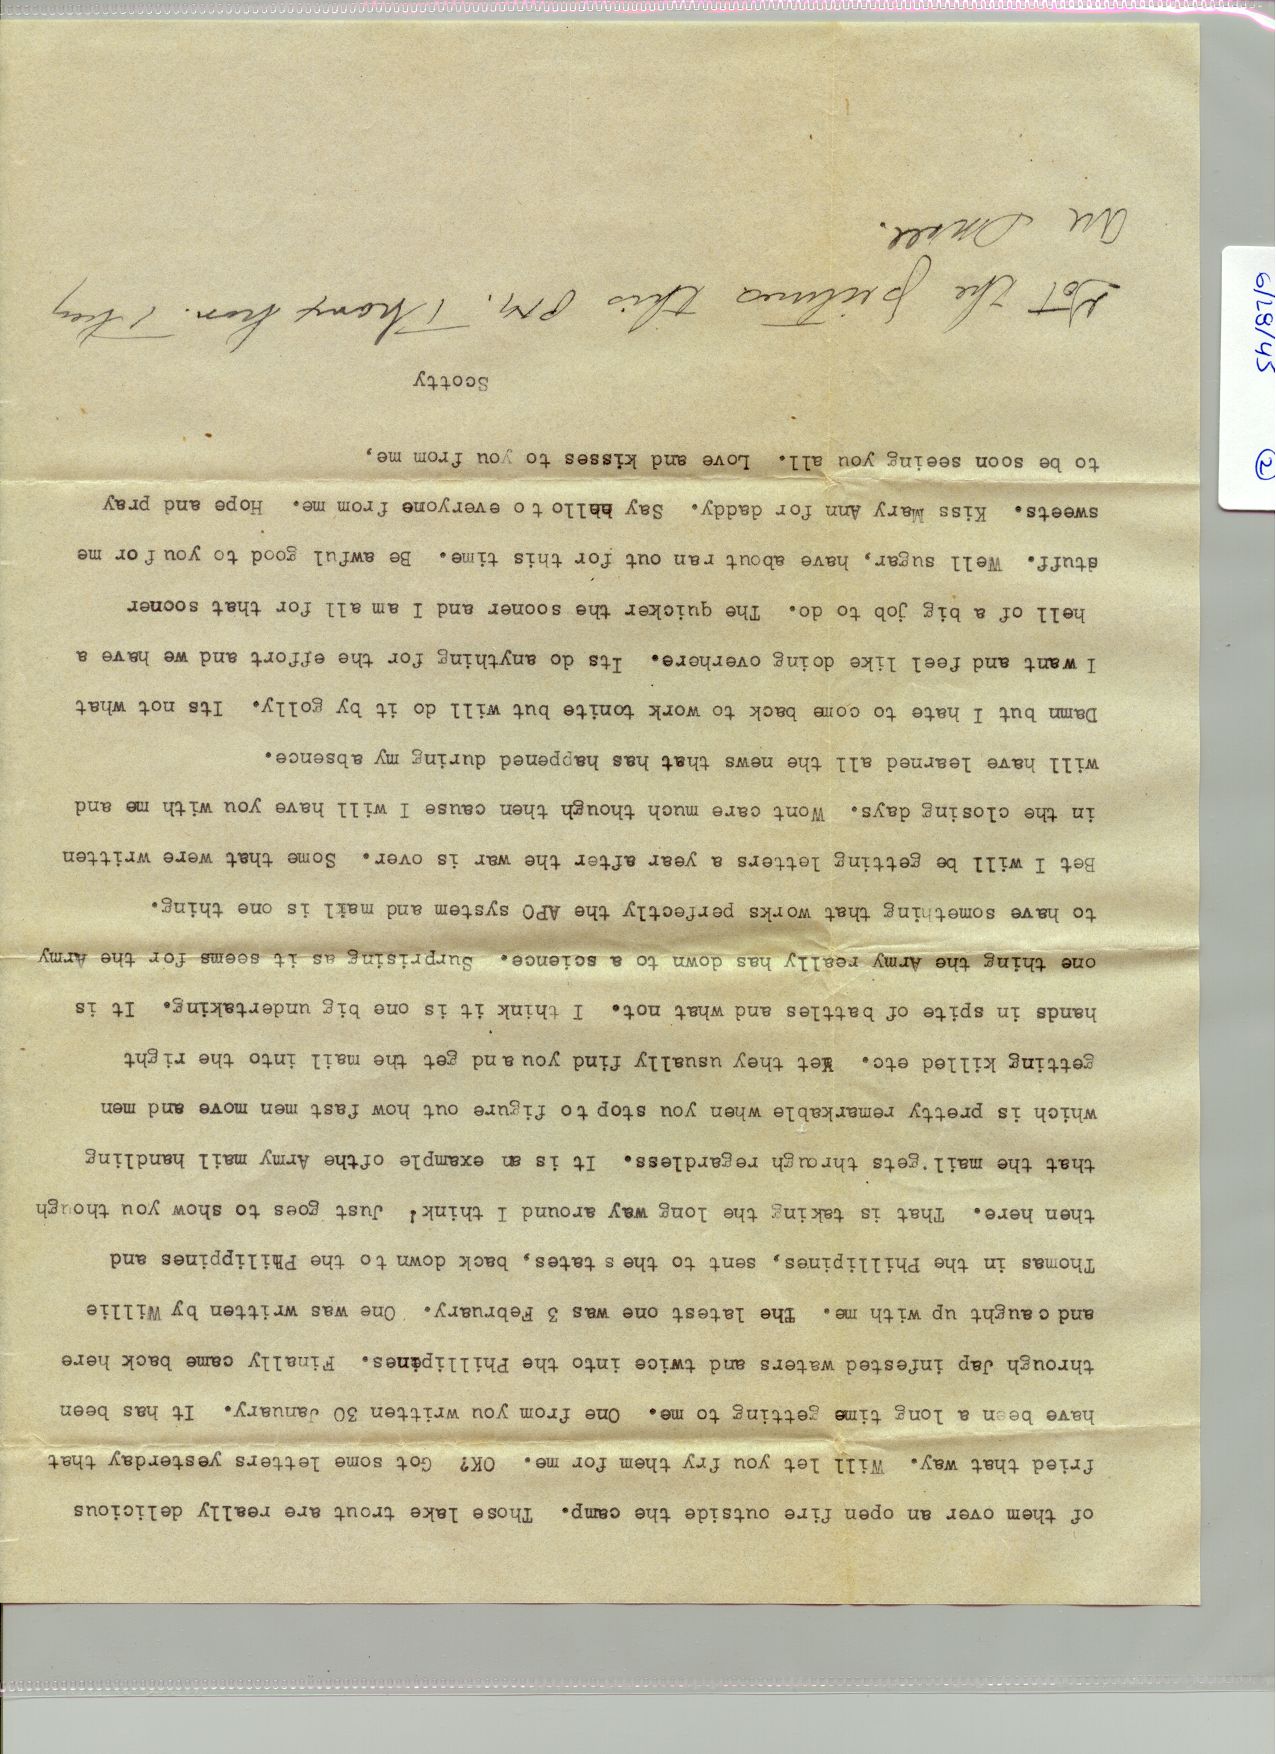 of them over an open fire outside the camp.  Those lake trout are really delicious
fried that way.  Will let you fry them for me.  OK?  Got some letters yesterday that
have been a long time getting to me.  One from you written 30 January.  It has been
through Jap infested waters and twice into the Phillipines.  Finally came back here
and caught up with me.  The latest one was 3 February.  One was written by Willie
Thomas in the Phillipines, sent to the states, back down to the Philippines and
then here.  That is taking the long way around I think!  Just goes to show you though
that the mail gets through regardless.  It is an example ofthe Army mail handling
which is pretty remarkable when you stop to figure out how fast men move and men
getting killed etc.  Yet they usually find you and get the mail into the right
hands in spite of battles and what not.  I think it is one big undertaking.  It is
one thing the Army really has down to a science.  Surprising as it seems for the Army
to have something that works perfectly the APO system and mail is one thing.
Bet I will be getting letters a year after the war is over.  Some that were written
in the closing days.  Wont care much though then cause I will have you with me and
will have learned all the news that has happened during my absence.
Damn but I hate to come back to work tonite but will do it by golly.  Its not what
I want and feel like doing overhere.  Its do anything for the effort and we have a
hell of a big job to do.  The quicker the sooner and I am all for that sooner
stuff.  Well sugar, have about ran out for this time.  Be awful good to you for me
sweets.  Kiss Mary Ann for daddy.  Say hello to everyone from me.  Hope and pray
to be soon seeing you all.  Love and kisses to you from me,
Scotty
Got the pictures this PM. Thanx hon. They
are swell.
6/28/45 2